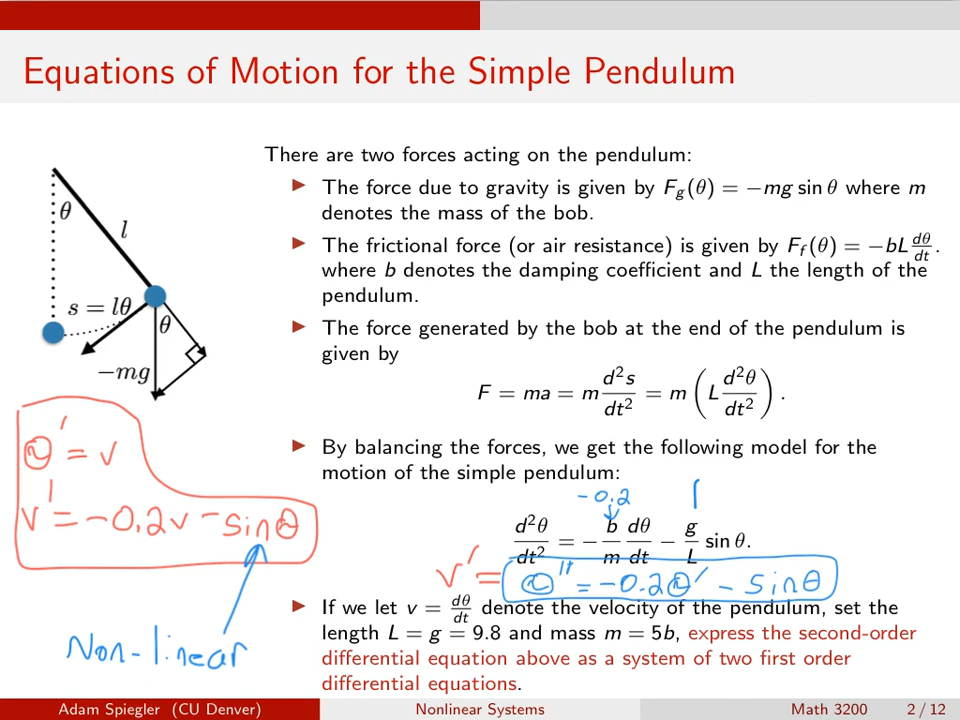 Equations of Motion for the Simple Pendulum
There are two forces acting on the pendulum:
▶ The force due to gravity is given by F_g(θ) = −mg sin θ where m
denotes the mass of the bob.
▶ The frictional force (or air resistance) is given by F_f(θ) = −bL dθ/dt.
where b denotes the damping coefficient and L the length of the
pendulum.
▶ The force generated by the bob at the end of the pendulum is
given by
F = ma = m d²s/dt² = m (L d²θ/dt²).
▶ By balancing the forces, we get the following model for the
motion of the simple pendulum:
-0.2
1
d²θ/dt² = − b/m dθ/dt − g/L sin θ.
v' = θ'' = -0.2θ' - sinθ
▶ If we let v = dθ/dt denote the velocity of the pendulum, set the
length L = g = 9.8 and mass m = 5b, express the second-order
differential equation above as a system of two first order
differential equations.
θ
l
s = lθ
θ
−mg
θ' = v
v' = -0.2v - sinθ
Non-linear
Adam Spiegler (CU Denver)
Nonlinear Systems
Math 3200
2 / 12